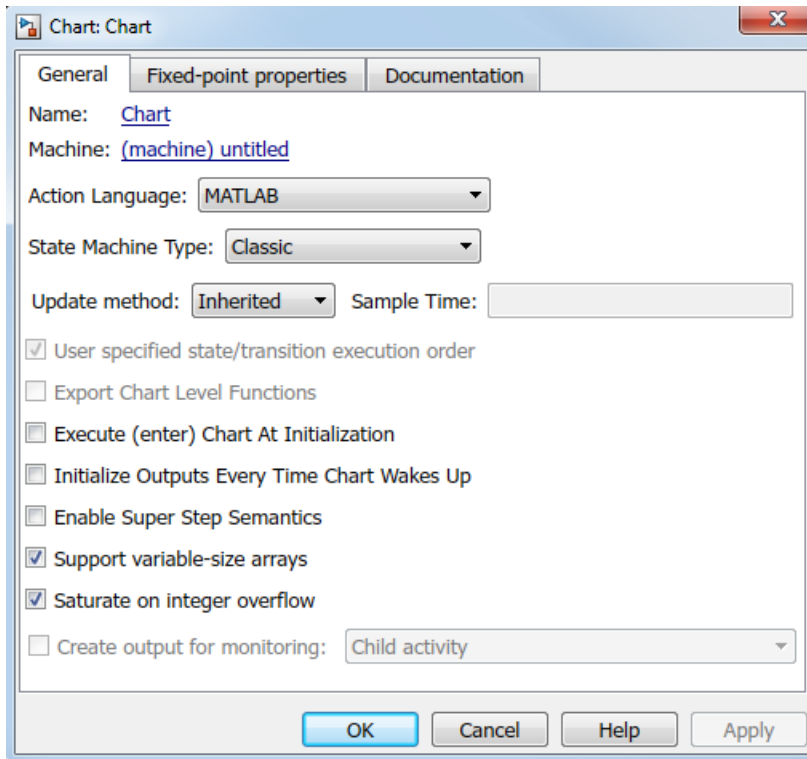 Chart: Chart
General Fixed-point properties Documentation
Name: Chart
Machine: (machine) untitled
Action Language: MATLAB
State Machine Type: Classic
Update method: Inherited Sample Time:
User specified state/transition execution order
Export Chart Level Functions
Execute (enter) Chart At Initialization
Initialize Outputs Every Time Chart Wakes Up
Enable Super Step Semantics
Support variable-size arrays
Saturate on integer overflow
Create output for monitoring: Child activity
OK Cancel Help Apply